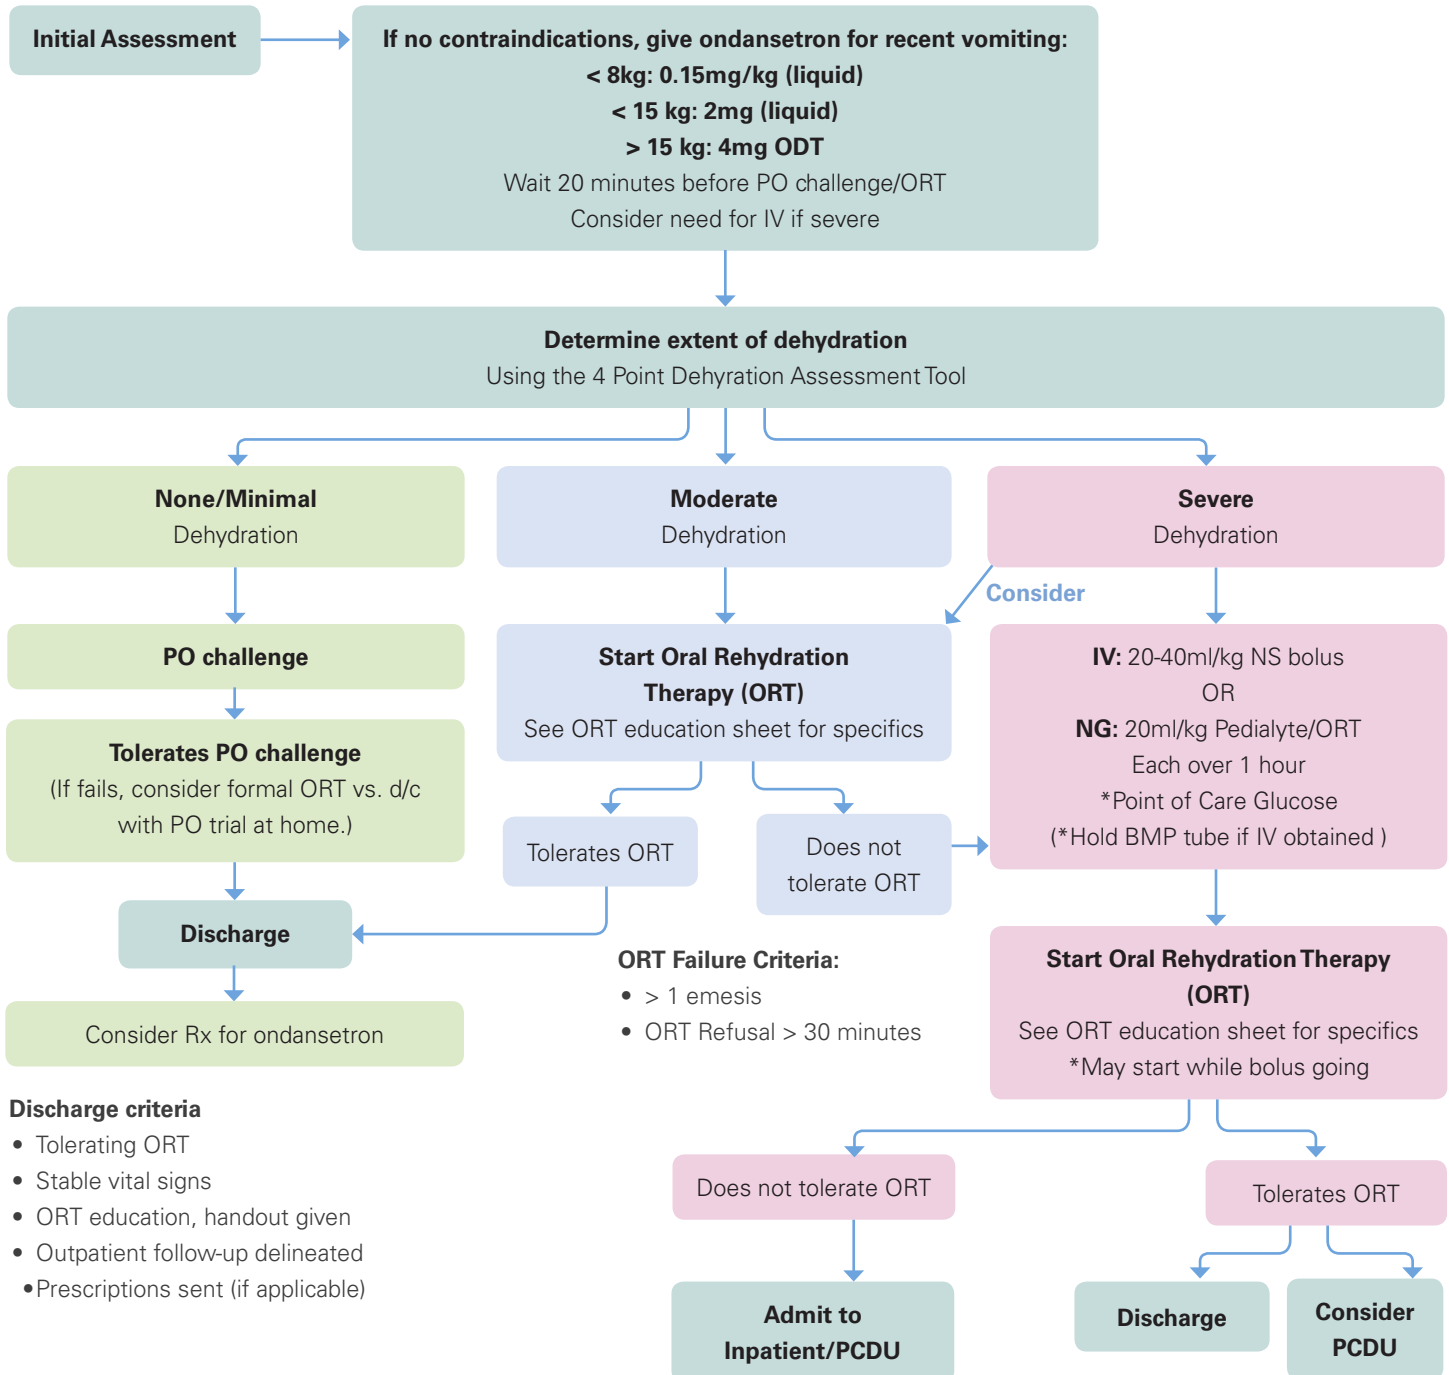 Initial Assessment
If no contraindications, give ondansetron for recent vomiting:
< 8kg: 0.15mg/kg (liquid)
< 15 kg: 2mg (liquid)
> 15 kg: 4mg ODT
Wait 20 minutes before PO challenge/ORT
Consider need for IV if severe
Determine extent of dehydration
Using the 4 Point Dehyration Assessment Tool
None/Minimal
Dehydration
PO challenge
Tolerates PO challenge
(If fails, consider formal ORT vs. d/c
with PO trial at home.)
Discharge
Consider Rx for ondansetron
Moderate
Dehydration
Start Oral Rehydration
Therapy (ORT)
See ORT education sheet for specifics
Tolerates ORT
Does not
tolerate ORT
ORT Failure Criteria:
• > 1 emesis
• ORT Refusal > 30 minutes
Severe
Dehydration
Consider
IV: 20-40ml/kg NS bolus
OR
NG: 20ml/kg Pedialyte/ORT
Each over 1 hour
*Point of Care Glucose
(*Hold BMP tube if IV obtained )
Start Oral Rehydration Therapy
(ORT)
See ORT education sheet for specifics
*May start while bolus going
Does not tolerate ORT
Admit to
Inpatient/PCDU
Tolerates ORT
Discharge
Consider
PCDU
Discharge criteria
• Tolerating ORT
• Stable vital signs
• ORT education, handout given
• Outpatient follow-up delineated
• Prescriptions sent (if applicable)